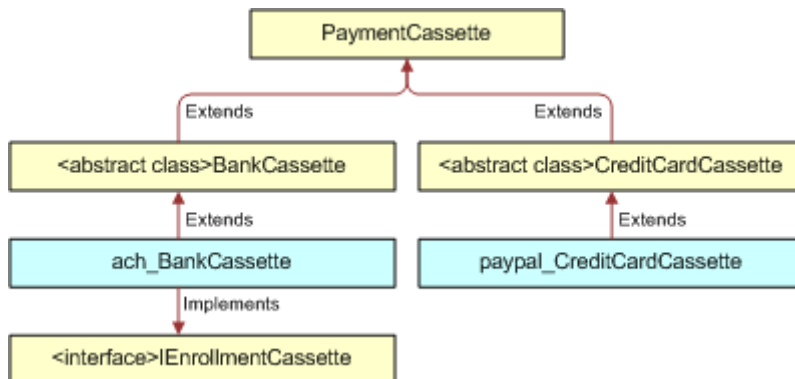 PaymentCassette
Extends
Extends
<abstract class>BankCassette
<abstract class>CreditCardCassette
Extends
Extends
ach_BankCassette
paypal_CreditCardCassette
Implements
<interface>IEnrollmentCassette